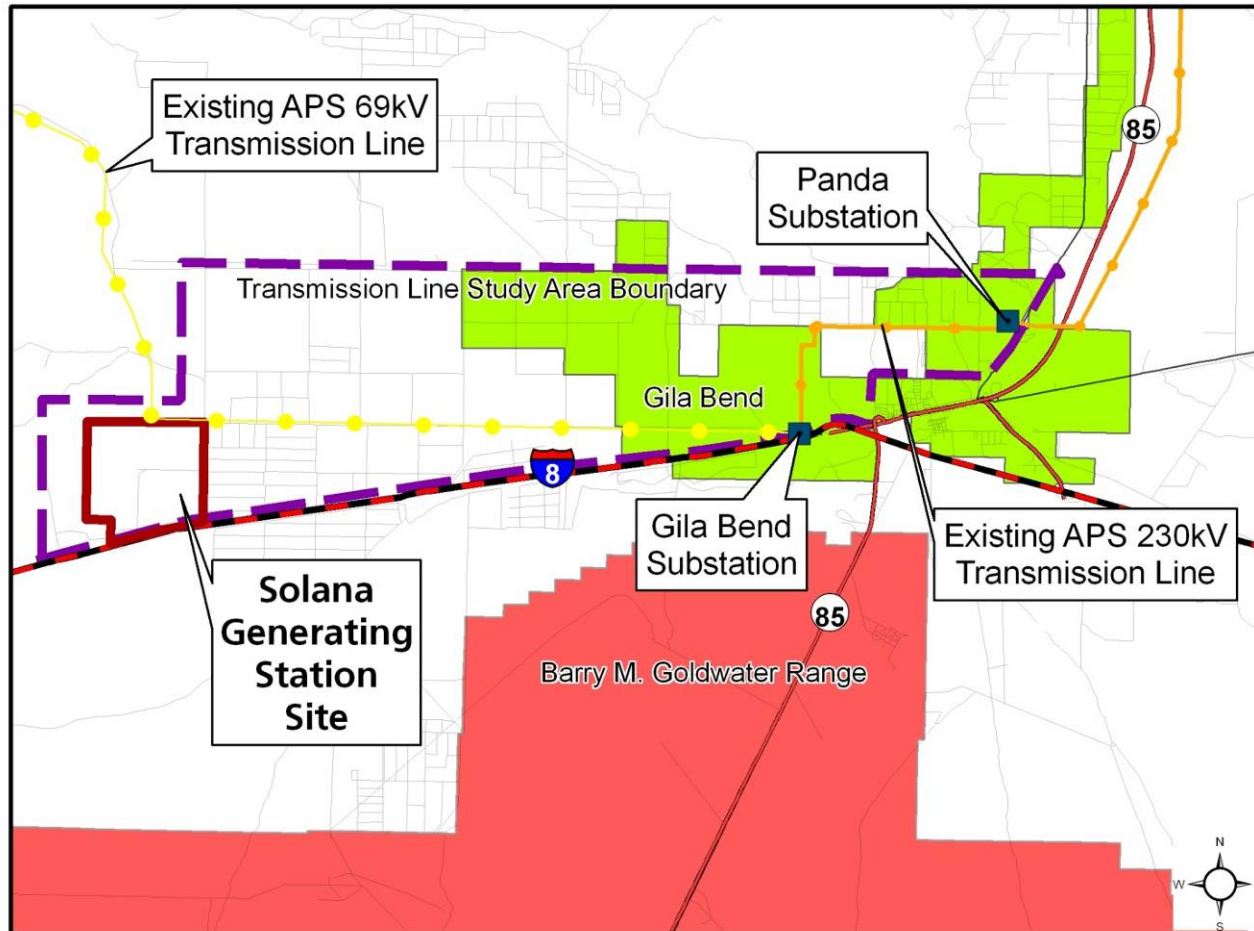 Existing APS 69kV
Transmission Line
85
Panda
Substation
Transmission Line Study Area Boundary
Gila Bend
8
Gila Bend
Substation
Existing APS 230kV
Transmission Line
Solana
Generating
Station
Site
85
Barry M. Goldwater Range
N
W
E
S